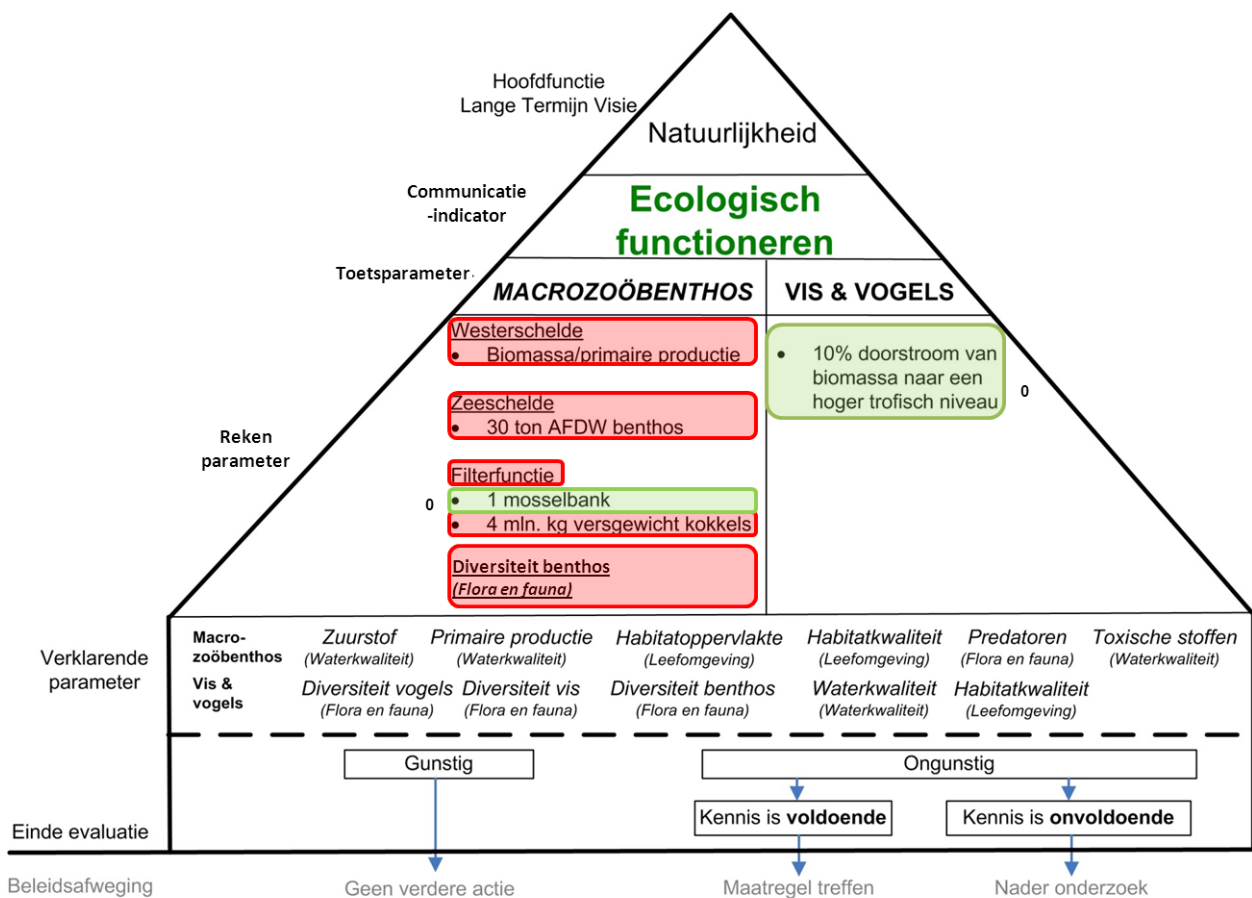 Hoofdfunctie
Lange Termijn Visie
Natuurlijkheid
Communicatie
-indicator
Ecologisch
functioneren
Toetsparameter
MACROZOÖBENTHOS
VIS & VOGELS
Westerschelde
• Biomassa/primaire productie
• 10% doorstroom van
biomassa naar een
hoger trofisch niveau
0
Zeeschelde
• 30 ton AFDW benthos
Reken
parameter
Filterfunctie
• 1 mosselbank
0
• 4 mln. kg versgewicht kokkels
Diversiteit benthos
(Flora en fauna)
Verklarende
parameter
Macro-
zoöbenthos
Zuurstof
(Waterkwaliteit)
Primaire productie
(Waterkwaliteit)
Habitatoppervlakte
(Leefomgeving)
Habitatkwaliteit
(Leefomgeving)
Predatoren
(Flora en fauna)
Toxische stoffen
(Waterkwaliteit)
Vis &
vogels
Diversiteit vogels
(Flora en fauna)
Diversiteit vis
(Flora en fauna)
Diversiteit benthos
(Flora en fauna)
Waterkwaliteit
(Waterkwaliteit)
Habitatkwaliteit
(Leefomgeving)
Gunstig
Ongunstig
Kennis is voldoende
Kennis is onvoldoende
Einde evaluatie
Beleidsafweging
Geen verdere actie
Maatregel treffen
Nader onderzoek